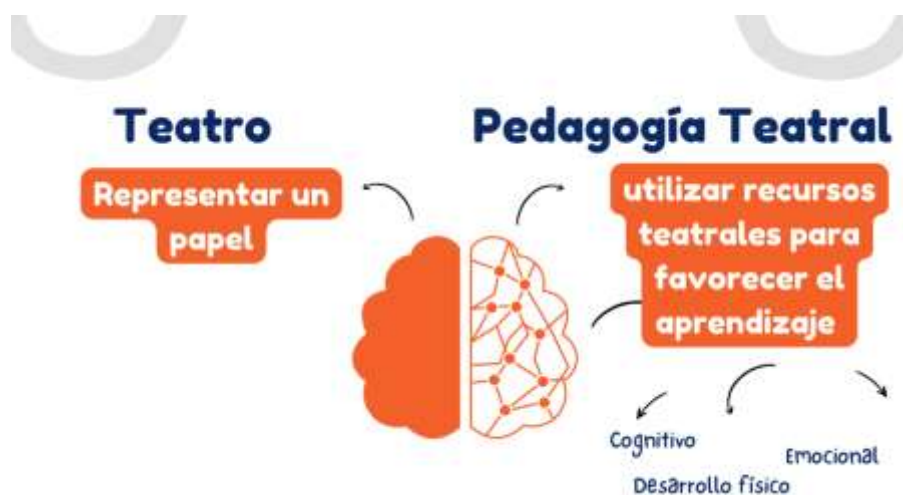 Teatro
Representar un
papel
Pedagogía Teatral
utilizar recursos
teatrales para
favorecer el
aprendizaje
Cognitivo
Emocional
Desarrollo físico